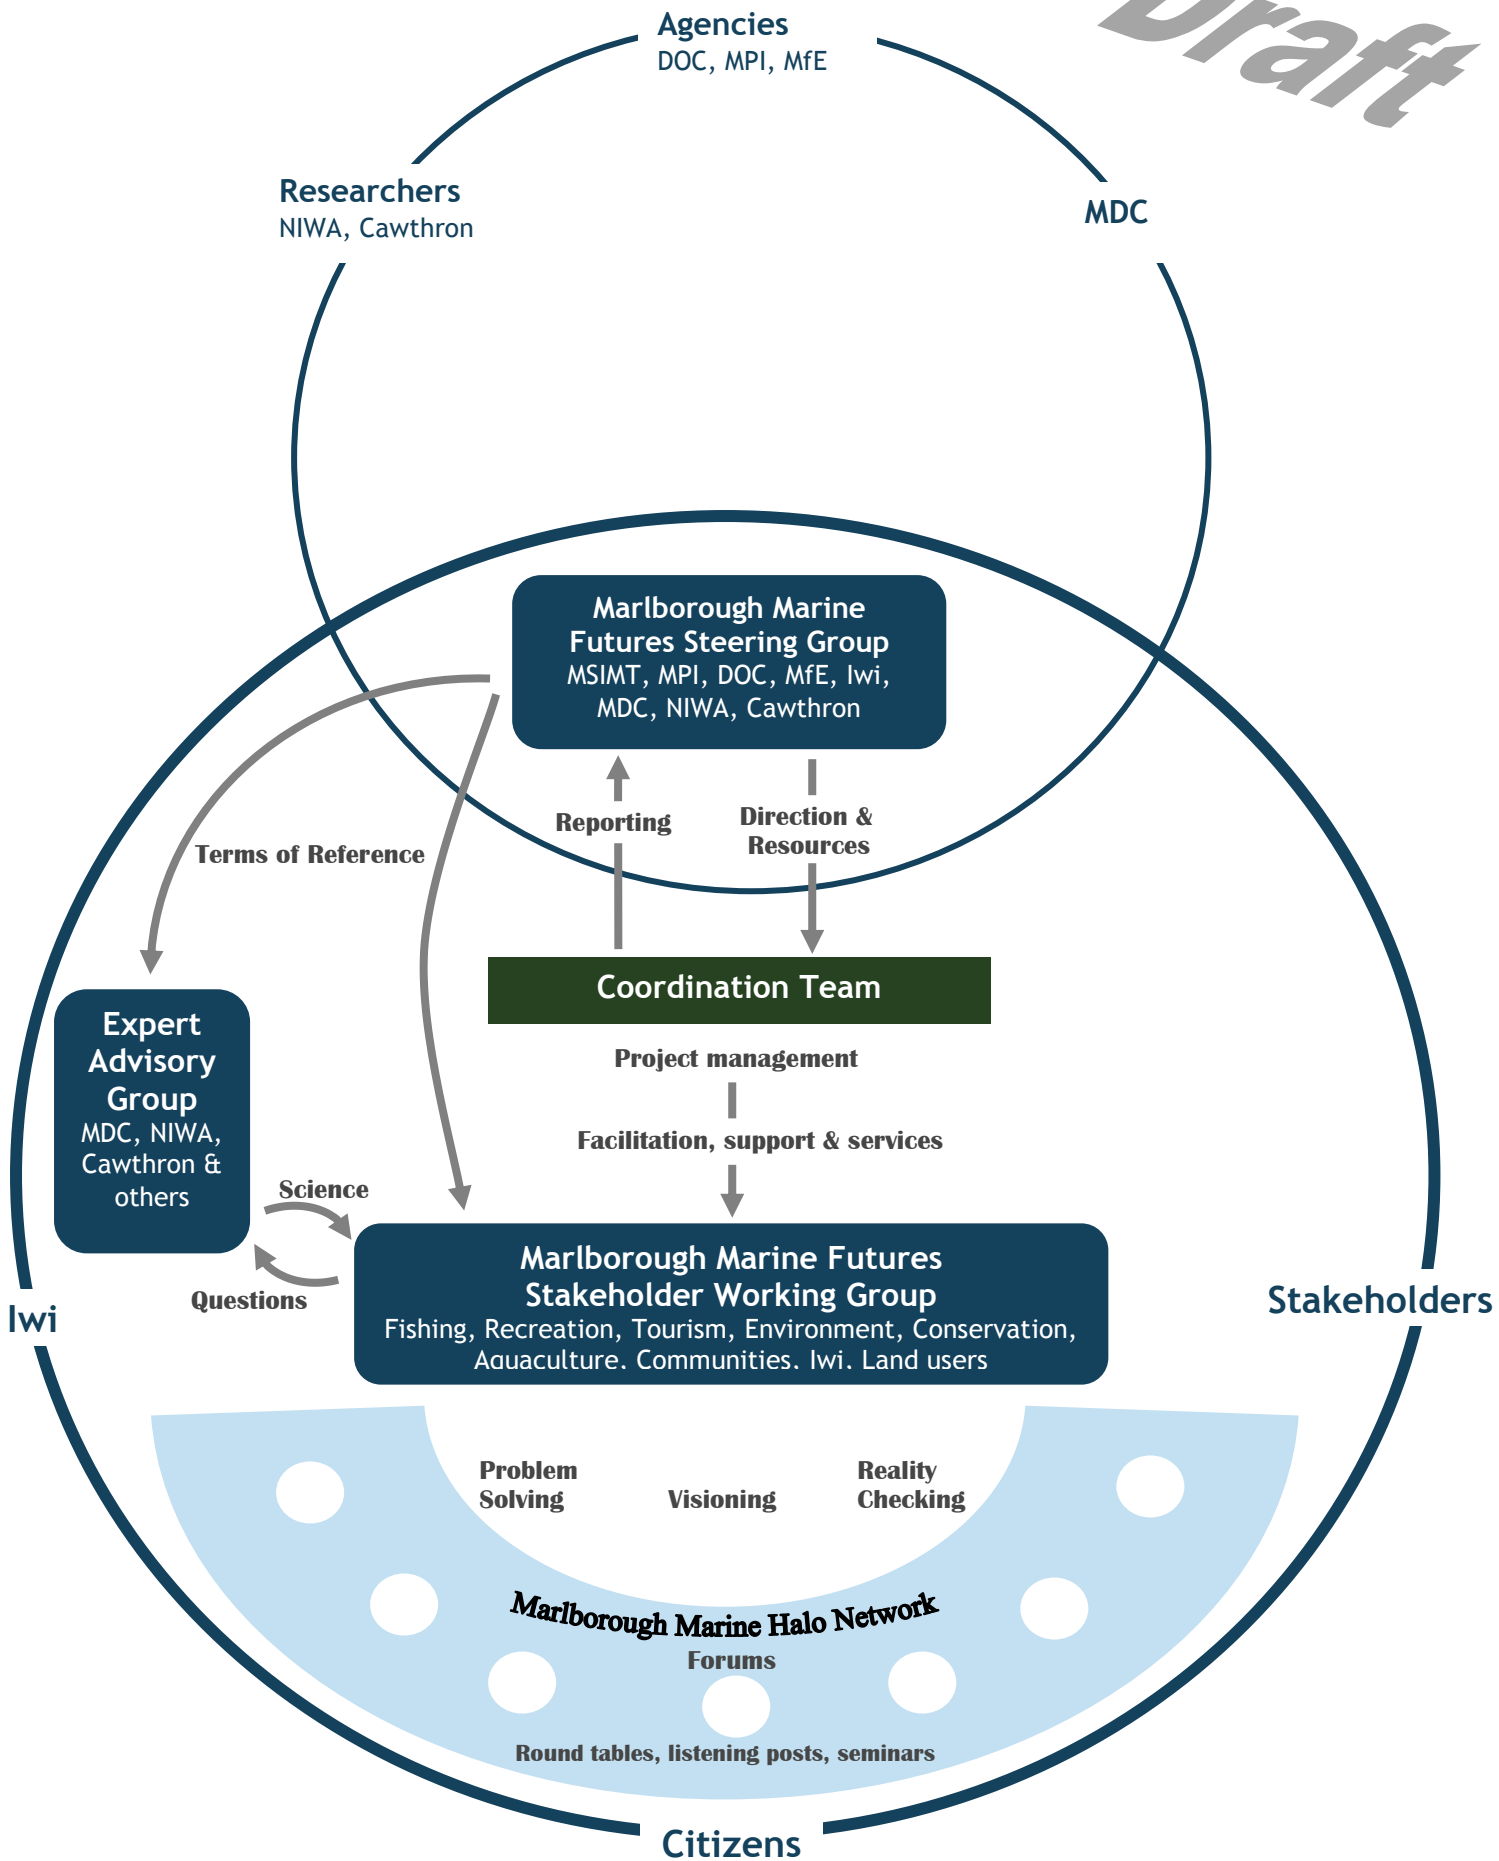 Draft
Agencies
DOC, MPI, MfE
Researchers
NIWA, Cawthron
MDC
Marlborough Marine
Futures Steering Group
MSIMT, MPI, DOC, MfE, Iwi,
MDC, NIWA, Cawthron
Reporting
Direction &
Resources
Terms of Reference
Coordination Team
Expert
Advisory
Group
MDC, NIWA,
Cawthron &
others
Project management
Facilitation, support & services
Science
Questions
Marlborough Marine Futures
Stakeholder Working Group
Fishing, Recreation, Tourism, Environment, Conservation,
Aquaculture, Communities, Iwi, Land users
Iwi
Stakeholders
Problem
Solving
Visioning
Reality
Checking
Marlborough Marine Halo Network
Forums
Round tables, listening posts, seminars
Citizens